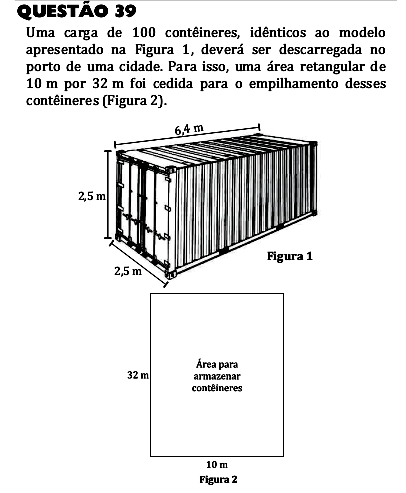 QUESTÃO 39
Uma carga de 100 contêineres, idênticos ao modelo
apresentado na Figura 1, deverá ser descarregada no
porto de uma cidade. Para isso, uma área retangular de
10 m por 32 m foi cedida para o empilhamento desses
contêineres (Figura 2).
6,4 m
2,5 m
2,5 m
Figura 1
Área para
armazenar
contêineres
32 m
10 m
Figura 2